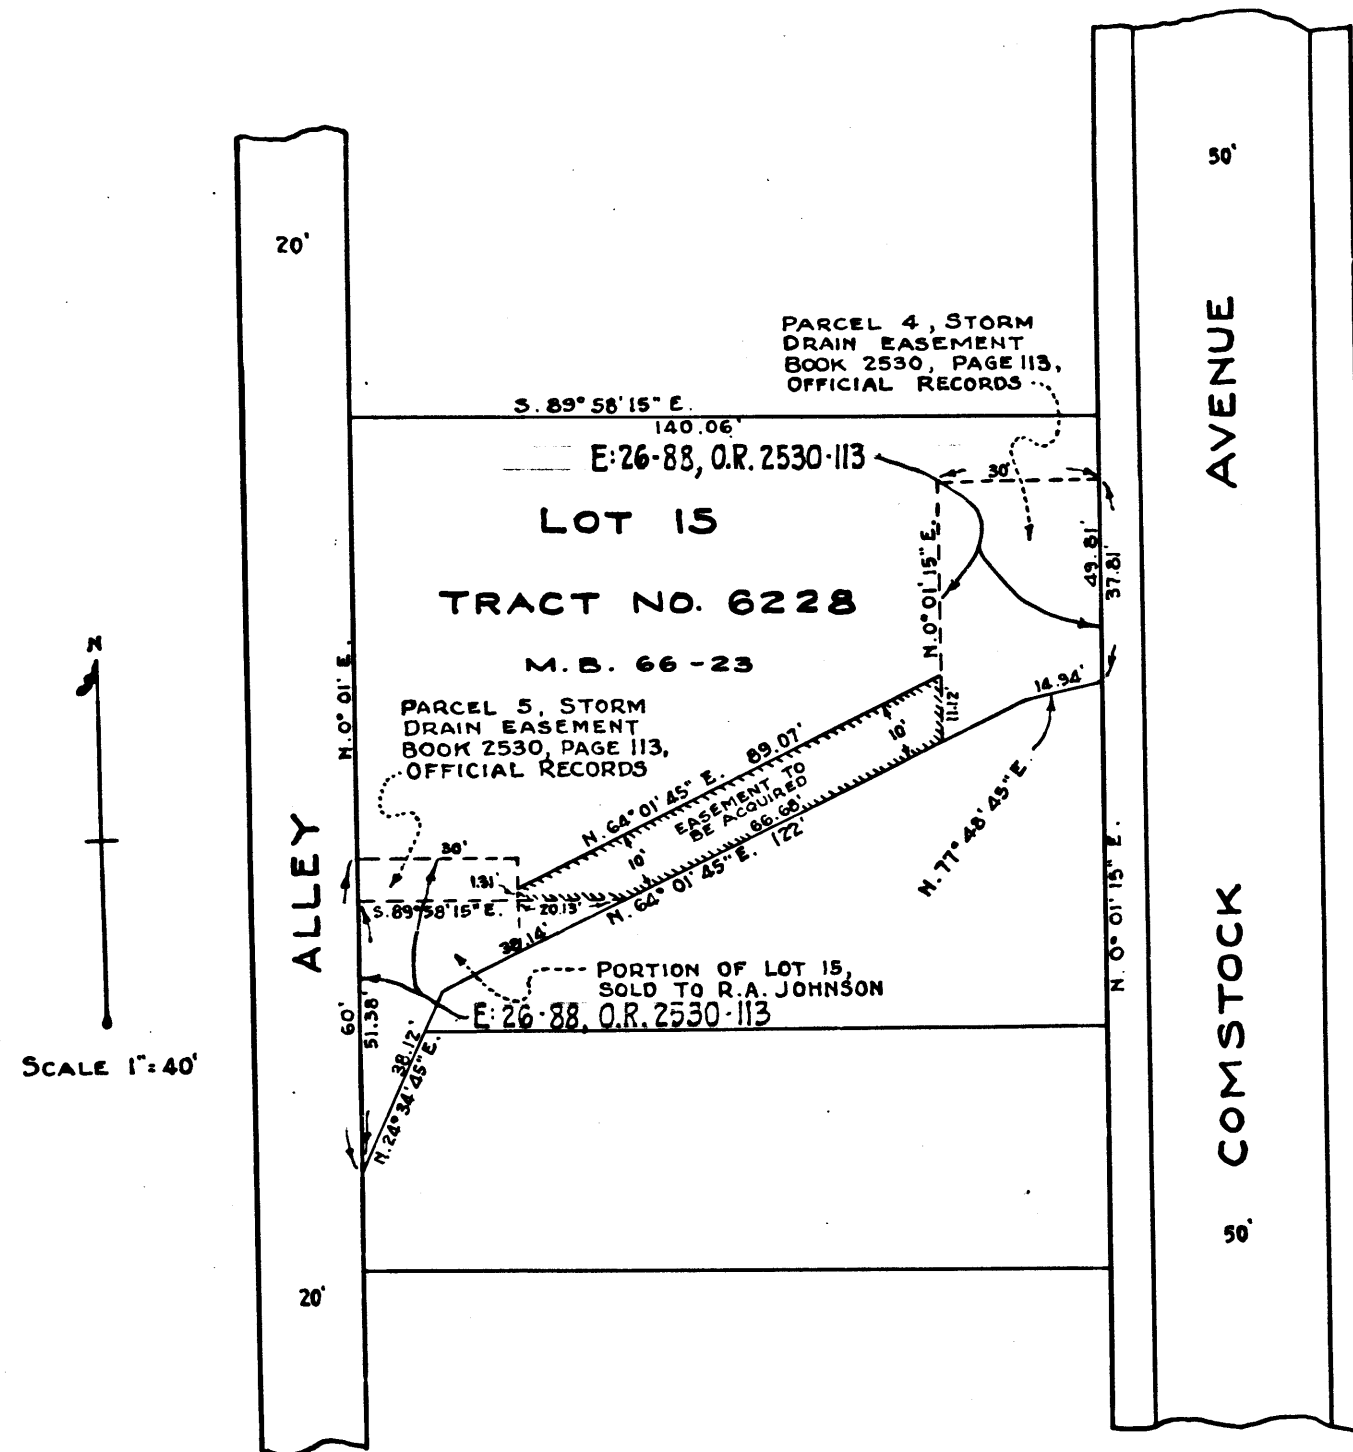 50'
20'
PARCEL 4, STORM
DRAIN EASEMENT
BOOK 2530, PAGE 113,
OFFICIAL RECORDS
AVENUE
S. 89° 58' 15" E.
140.06'
E:26-88, O.R. 2530-113
30'
LOT 15
49.81'
37.81'
N.0° 01' 15" E.
TRACT NO. 6228
M.B. 66-23
N
N.0° 01' E.
14.94'
11.12'
PARCEL 5, STORM
DRAIN EASEMENT
BOOK 2530, PAGE 113,
OFFICIAL RECORDS
10'
N. 64° 01' 45" E. 89.07'
EASEMENT TO
BE ACQUIRED
66.68'
N. 64° 01' 45" E. 122'
N. 77° 48' 45" E.
ALLEY
30'
10'
1.31'
S. 89° 58' 15" E.
20.13'
38.14'
N. 0° 01' 15" E.
COMSTOCK
PORTION OF LOT 15,
SOLD TO R.A. JOHNSON
E: 26-88, O.R. 2530-113
60'
51.38'
38.12'
N. 24° 34' 45" E.
SCALE 1"=40'
50'
20'